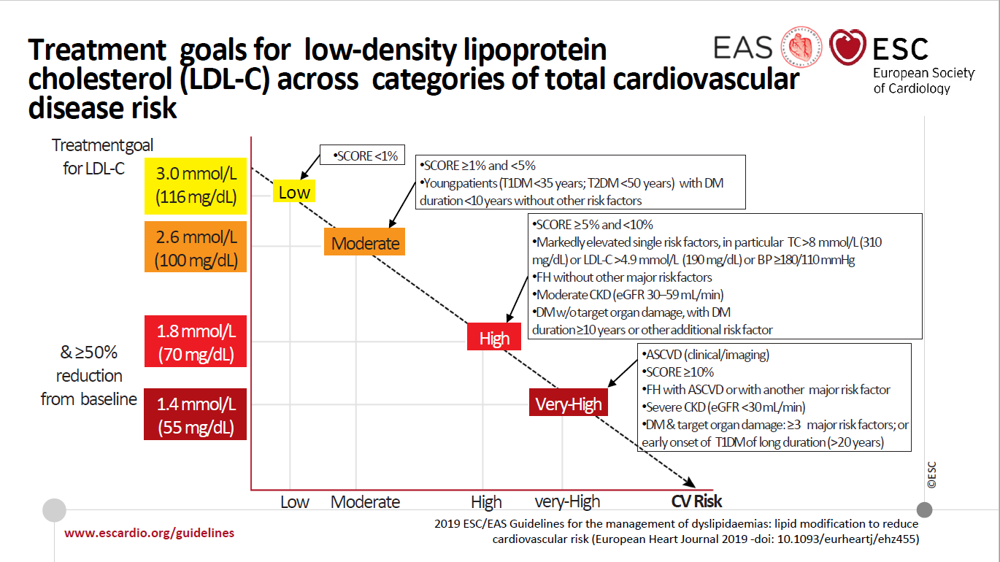 Treatment goals for low-density lipoprotein
cholesterol (LDL-C) across categories of total cardiovascular
disease risk
EAS
ESC
European Society
of Cardiology
Treatment goal
for LDL-C
3.0 mmol/L
(116 mg/dL)
2.6 mmol/L
(100 mg/dL)
1.8 mmol/L
(70 mg/dL)
1.4 mmol/L
(55 mg/dL)
& ≥50%
reduction
from baseline
Low
•SCORE <1%
Moderate
•SCORE ≥1% and <5%
•Young patients (T1DM <35 years; T2DM <50 years) with DM
duration <10 years without other risk factors
High
•SCORE ≥5% and <10%
•Markedly elevated single risk factors, in particular TC >8 mmol/L (310
mg/dL) or LDL-C >4.9 mmol/L (190 mg/dL) or BP ≥180/110 mmHg
•FH without other major risk factors
•Moderate CKD (eGFR 30–59 mL/min)
•DM w/o target organ damage, with DM
duration ≥10 years or other additional risk factor
Very-High
•ASCVD (clinical/imaging)
•SCORE ≥10%
•FH with ASCVD or with another major risk factor
•Severe CKD (eGFR <30 mL/min)
•DM & target organ damage: ≥3 major risk factors; or
early onset of T1DM of long duration (>20 years)
Low
Moderate
High
very-High
CV Risk
©ESC
www.escardio.org/guidelines
2019 ESC/EAS Guidelines for the management of dyslipidaemias: lipid modification to reduce
cardiovascular risk (European Heart Journal 2019 -doi: 10.1093/eurheartj/ehz455)